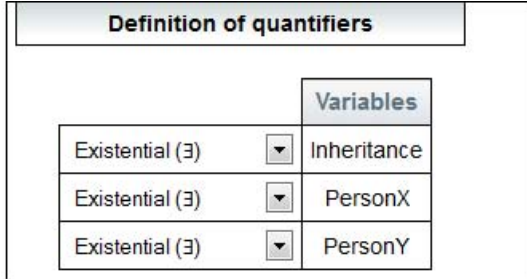 Definition of quantifiers
Variables
Existential (∃) Inheritance
Existential (∃) PersonX
Existential (∃) PersonY